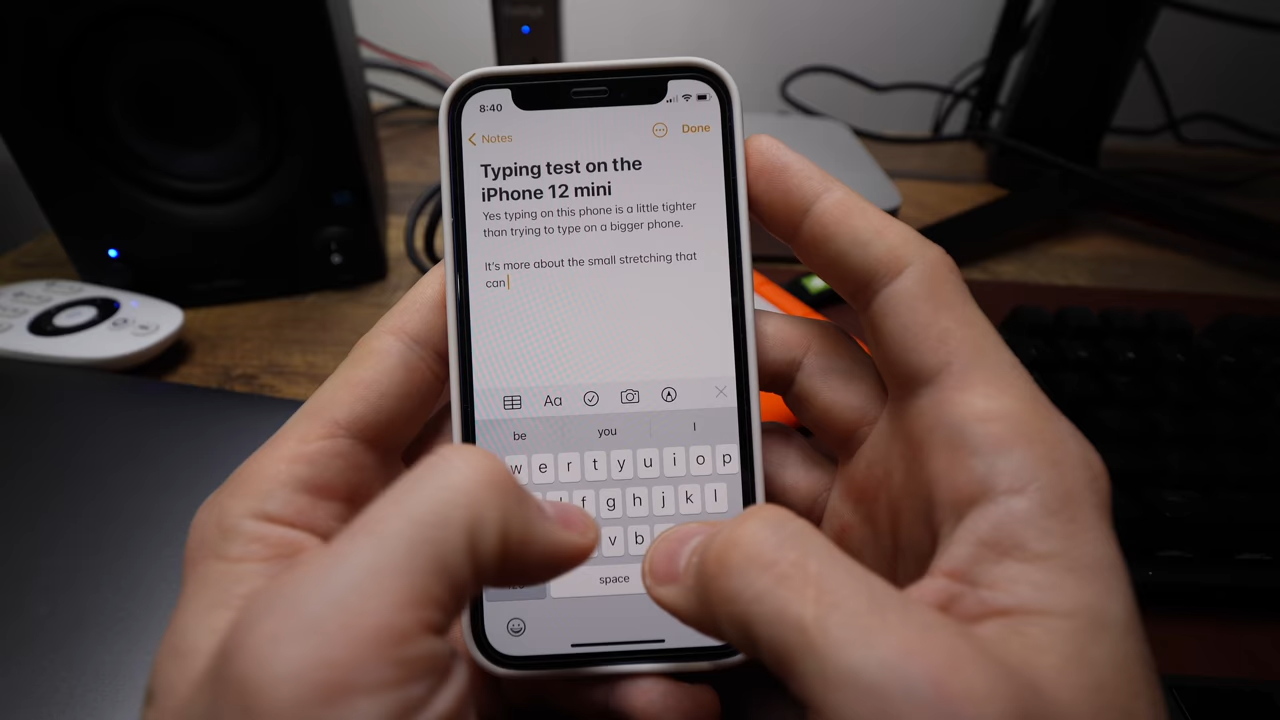 8:40
Notes
Done
Typing test on the
iPhone 12 mini
Yes typing on this phone is a little tighter
than trying to type on a bigger phone.
It's more about the small stretching that
can
Aa
be you I
w e r t y u i o p
f g h j k l
v b
space